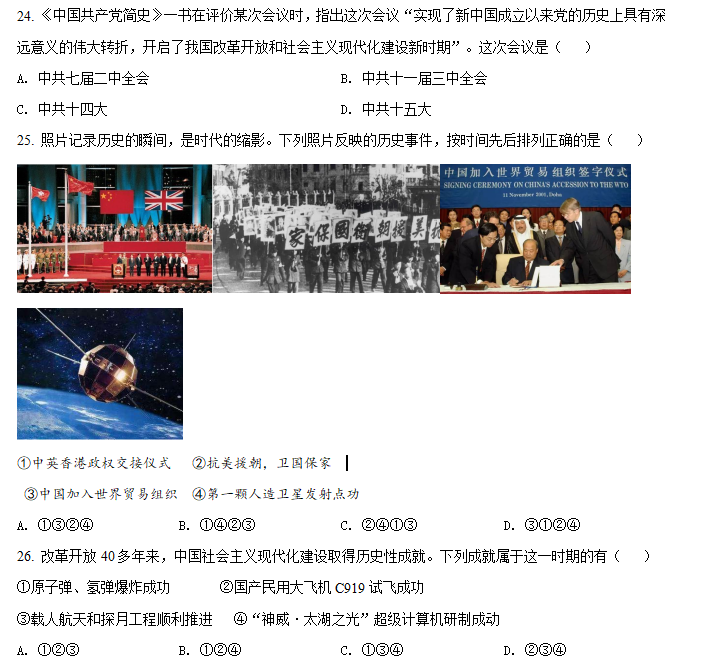 24. 《中国共产党简史》一书在评价某次会议时，指出这次会议“实现了新中国成立以来党的历史上具有深
远意义的伟大转折，开启了我国改革开放和社会主义现代化建设新时期”。这次会议是（ ）
A. 中共七届二中全会 B. 中共十一届三中全会
C. 中共十四大 D. 中共十五大
25. 照片记录历史的瞬间，是时代的缩影。下列照片反映的历史事件，按时间先后排列正确的是（ ）
家保國衛朝援美
中国加入世界贸易组织签字仪式
SIGNING CEREMONY ON CHINA'S ACCESSION TO THE WTO
11 November 2001, Doha
①中英香港政权交接仪式 ②抗美援朝，卫国保家
③中国加入世界贸易组织 ④第一颗人造卫星发射点功
A. ①③②④ B. ①④②③ C. ②④①③ D. ③①②④
26. 改革开放 40 多年来，中国社会主义现代化建设取得历史性成就。下列成就属于这一时期的有（ ）
①原子弹、氢弹爆炸成功 ②国产民用大飞机 C919 试飞成功
③载人航天和探月工程顺利推进 ④“神威·太湖之光”超级计算机研制成动
A. ①②③ B. ①②④ C. ①③④ D. ②③④